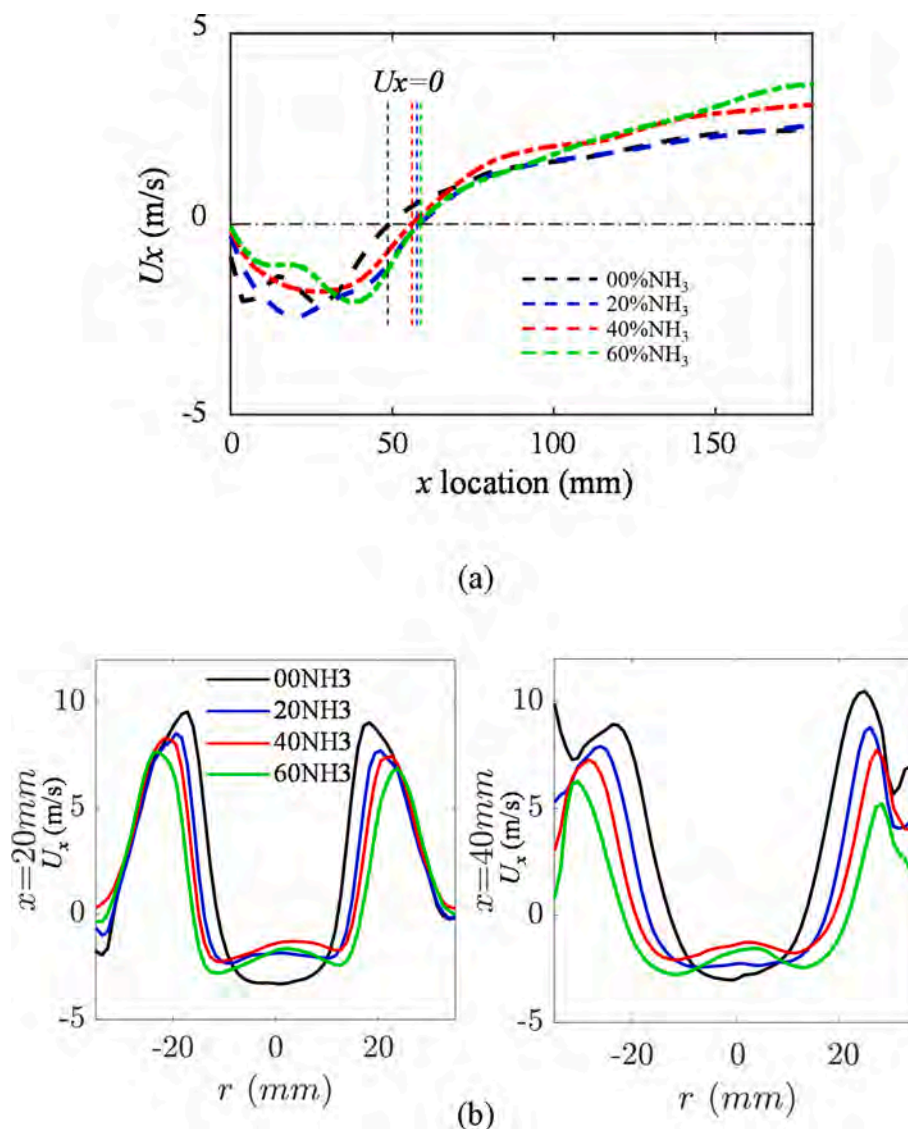 5
Ux=0
Ux (m/s)
0
00%NH₃
20%NH₃
40%NH₃
60%NH₃
-5
0 50 100 150
x location (mm)
(a)
x=20mm
Uₓ (m/s)
10
5
0
-5
00NH3
20NH3
40NH3
60NH3
-20 0 20
r (mm)
x=40mm
Uₓ (m/s)
10
5
0
-5
-20 0 20
r (mm)
(b)